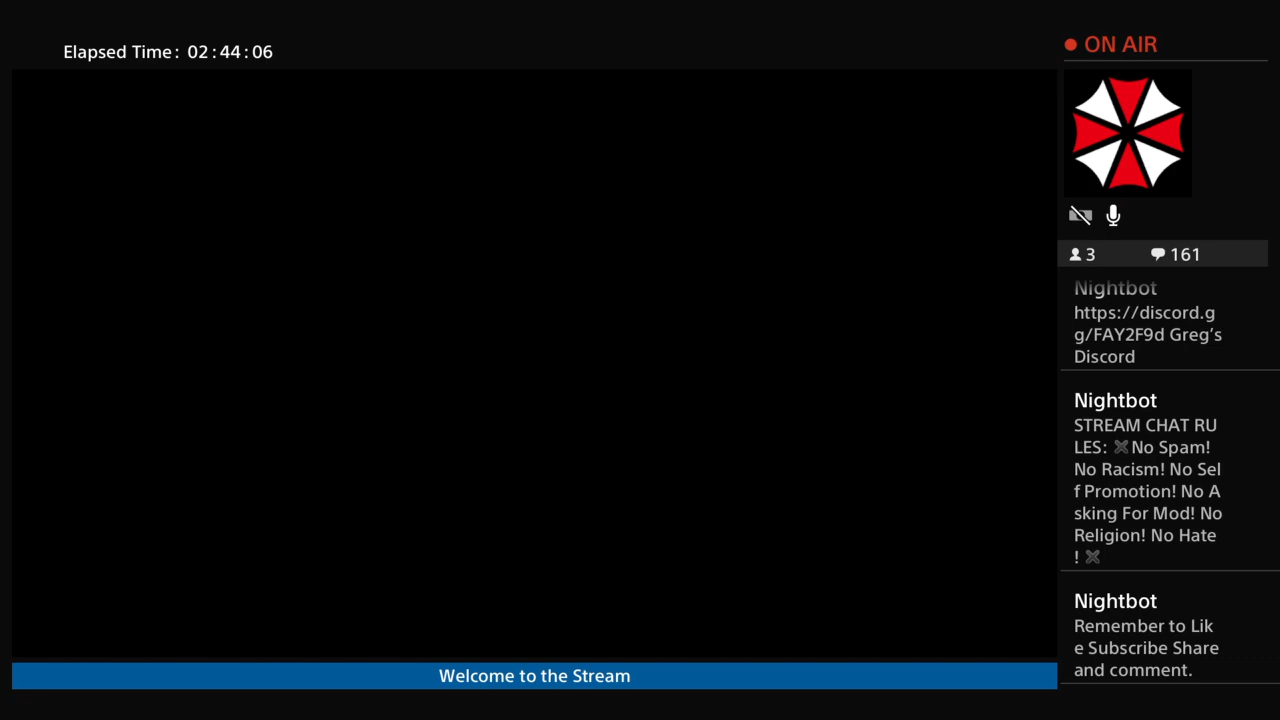 Elapsed Time: 02:44:06
ON AIR
3 161
Nightbot
https://discord.g
g/FAY2F9d Greg's
Discord
Nightbot
STREAM CHAT RU
LES: ✖No Spam!
No Racism! No Sel
f Promotion! No A
sking For Mod! No
Religion! No Hate
! ✖
Nightbot
Remember to Lik
e Subscribe Share
and comment.
Welcome to the Stream